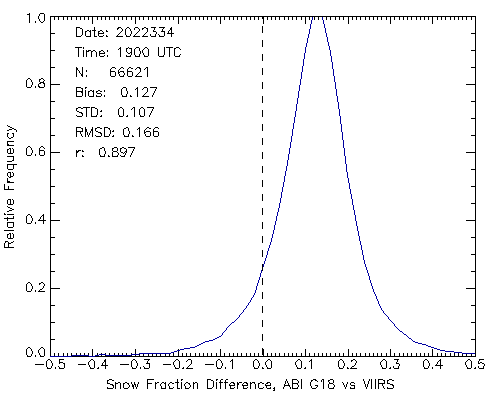 Date: 2022334
Time: 1900 UTC
N: 66621
Bias: 0.127
STD: 0.107
RMSD: 0.166
r: 0.897
Relative Frequency
1.0
0.8
0.6
0.4
0.2
0.0
-0.5 -0.4 -0.3 -0.2 -0.1 0.0 0.1 0.2 0.3 0.4 0.5
Snow Fraction Difference, ABI G18 vs VIIRS